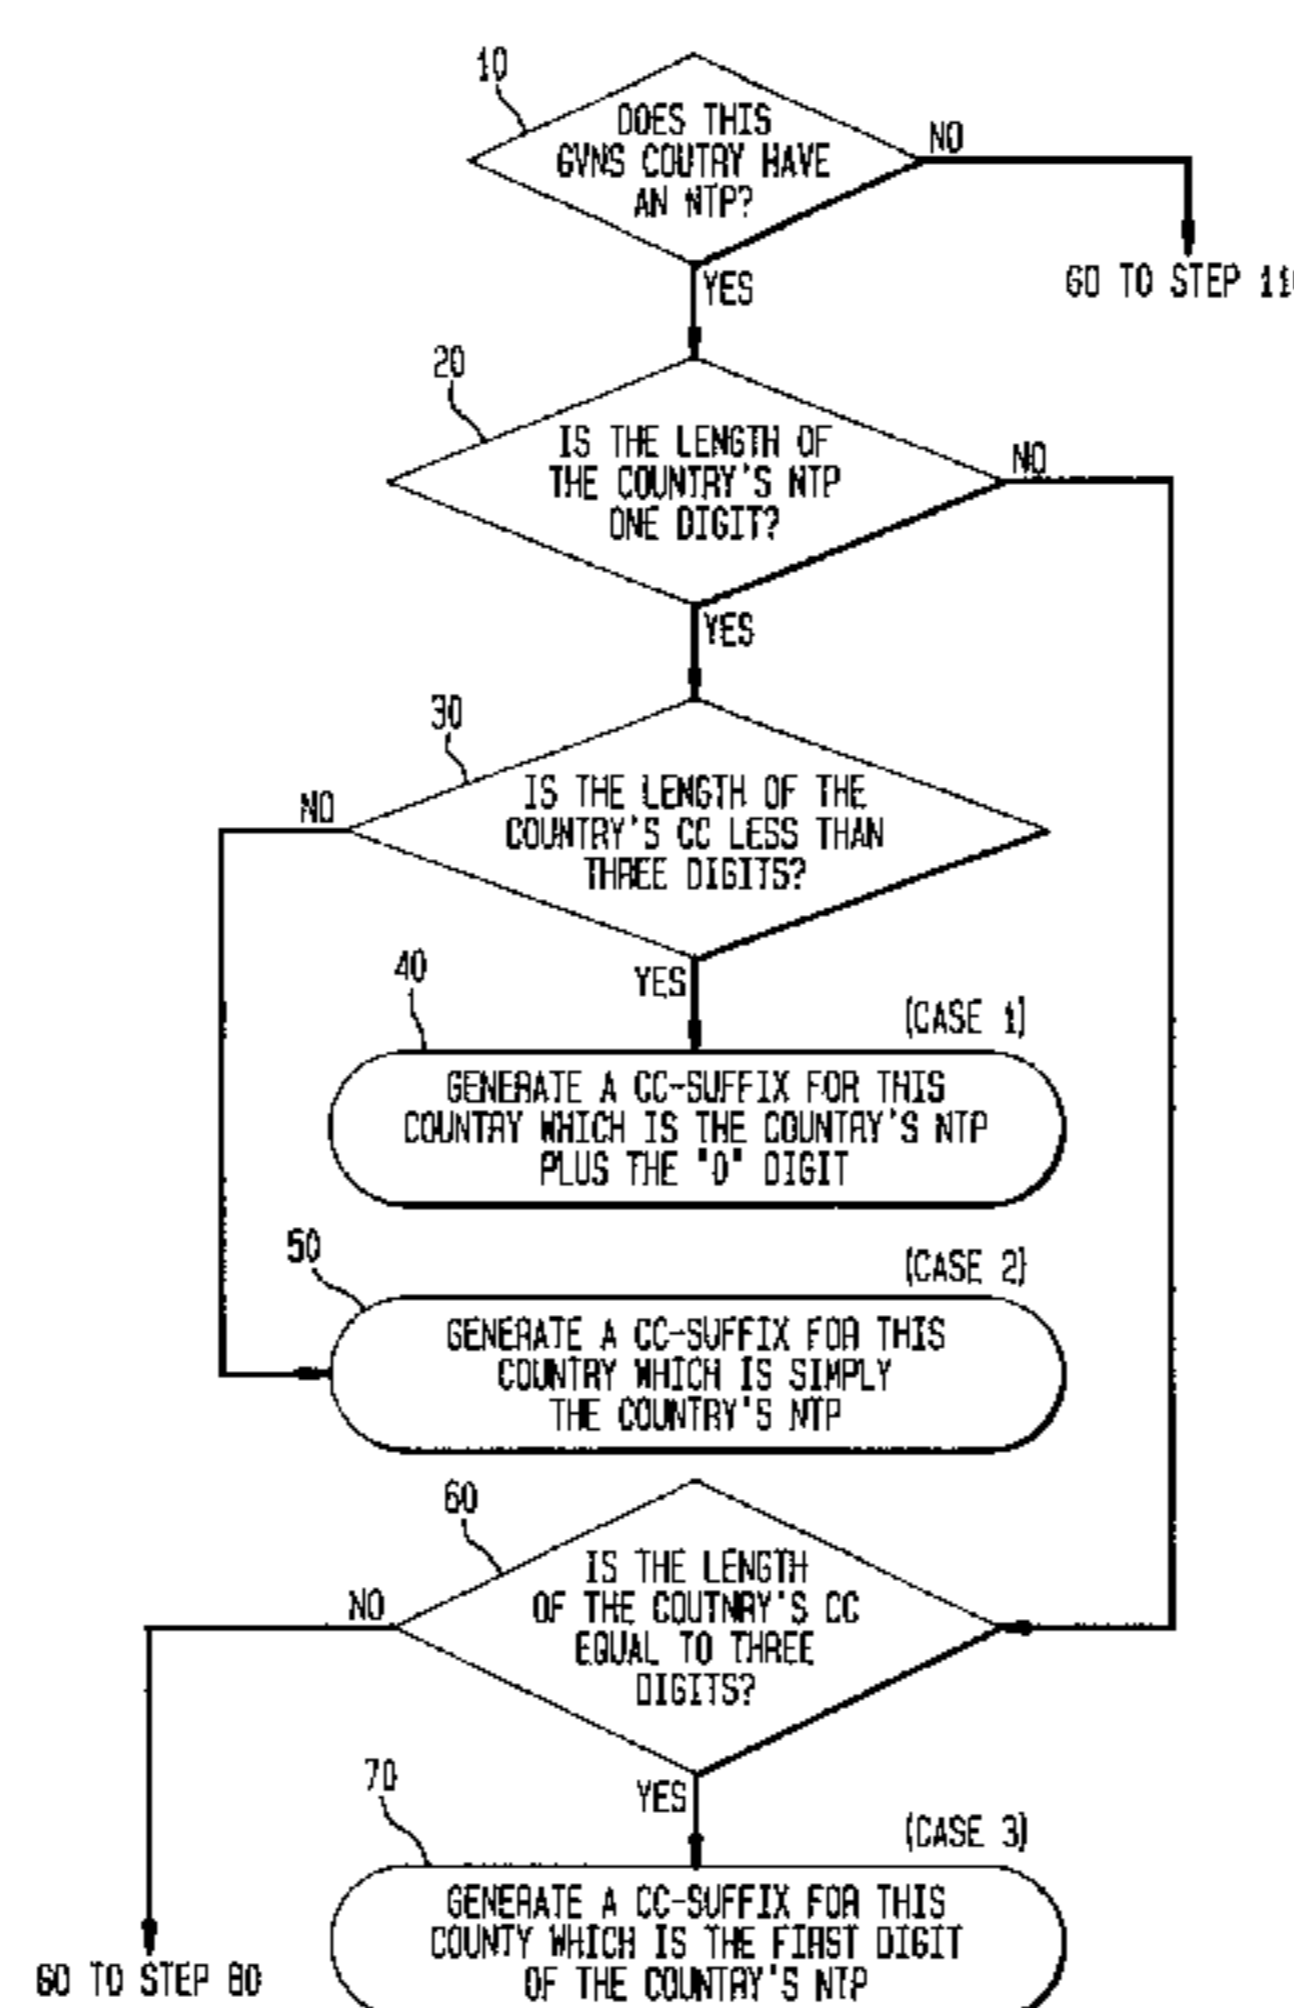 10
DOES THIS
GVNS COUTRY HAVE
AN NTP?
NO
GO TO STEP 110
YES
20
IS THE LENGTH OF
THE COUNTRY'S NTP
ONE DIGIT?
NO
YES
30
IS THE LENGTH OF THE
COUNTRY'S CC LESS THAN
THREE DIGITS?
NO
YES
40
(CASE 1)
GENERATE A CC-SUFFIX FOR THIS
COUNTRY WHICH IS THE COUNTRY'S NTP
PLUS THE "0" DIGIT
50
(CASE 2)
GENERATE A CC-SUFFIX FOR THIS
COUNTRY WHICH IS SIMPLY
THE COUNTRY'S NTP
60
IS THE LENGTH
OF THE COUTNRY'S CC
EQUAL TO THREE
DIGITS?
NO
YES
70
(CASE 3)
GENERATE A CC-SUFFIX FOR THIS
COUNTY WHICH IS THE FIRST DIGIT
OF THE COUNTRY'S NTP
GO TO STEP 80